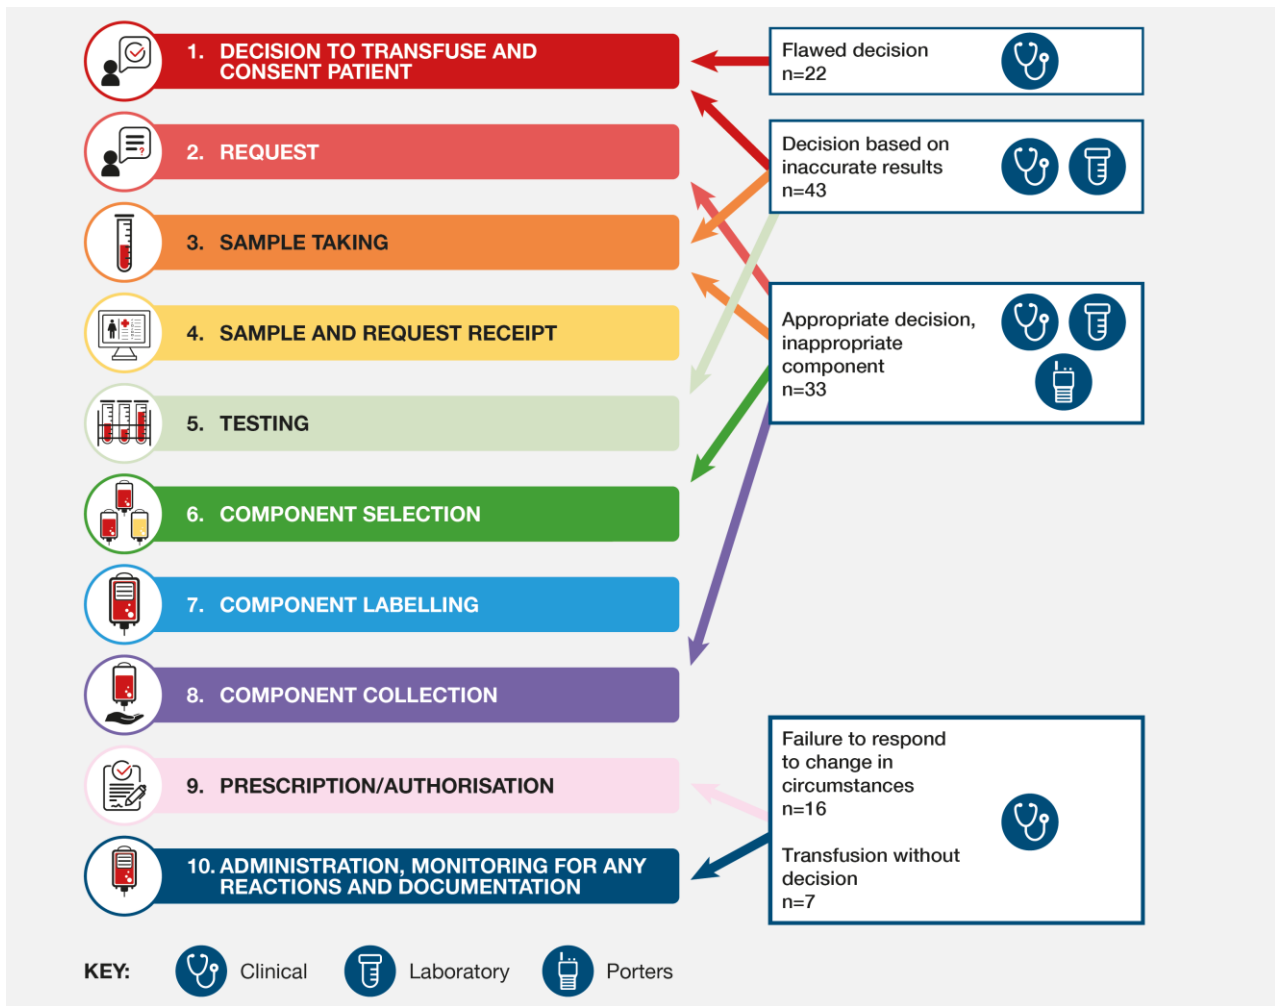 1. DECISION TO TRANSFUSE AND
CONSENT PATIENT
2. REQUEST
3. SAMPLE TAKING
4. SAMPLE AND REQUEST RECEIPT
5. TESTING
6. COMPONENT SELECTION
7. COMPONENT LABELLING
8. COMPONENT COLLECTION
9. PRESCRIPTION/AUTHORISATION
10. ADMINISTRATION, MONITORING FOR ANY
REACTIONS AND DOCUMENTATION
Flawed decision
n=22
Decision based on
inaccurate results
n=43
Appropriate decision,
inappropriate
component
n=33
Failure to respond
to change in
circumstances
n=16
Transfusion without
decision
n=7
KEY:
Clinical
Laboratory
Porters